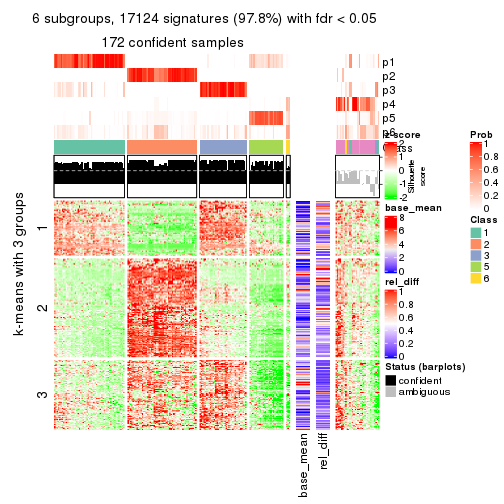 6 subgroups, 17124 signatures (97.8%) with fdr < 0.05
172 confident samples
p1
p2
p3
p4
p5
p6
Class
Silhouette
score
k-means with 3 groups
1
2
3
base_mean
rel_diff
z-score
2
1
0
-1
-2
base_mean
8
6
4
2
0
rel_diff
1
0.8
0.6
0.4
0.2
0
Status (barplots)
confident
ambiguous
Prob
1
0.8
0.6
0.4
0.2
0
Class
1
2
3
5
6